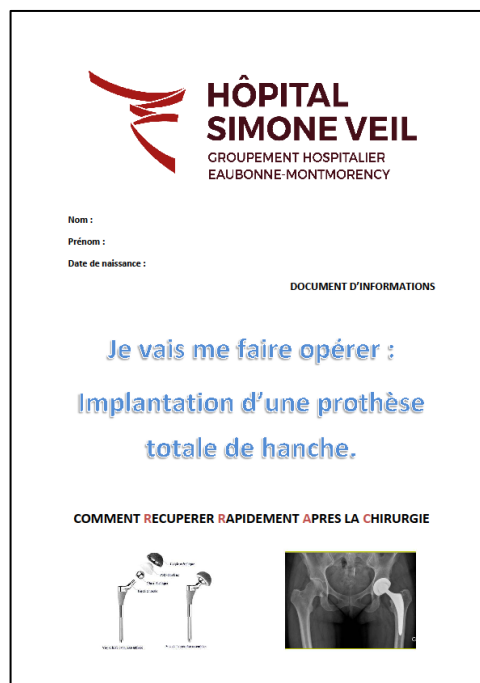 HÔPITAL
SIMONE VEIL
GROUPEMENT HOSPITALIER
EAUBONNE-MONTMORENCY
Nom :
Prénom :
Date de naissance :
DOCUMENT D'INFORMATIONS
Je vais me faire opérer :
Implantation d'une prothèse
totale de hanche.
COMMENT RECUPERER RAPIDEMENT APRES LA CHIRURGIE